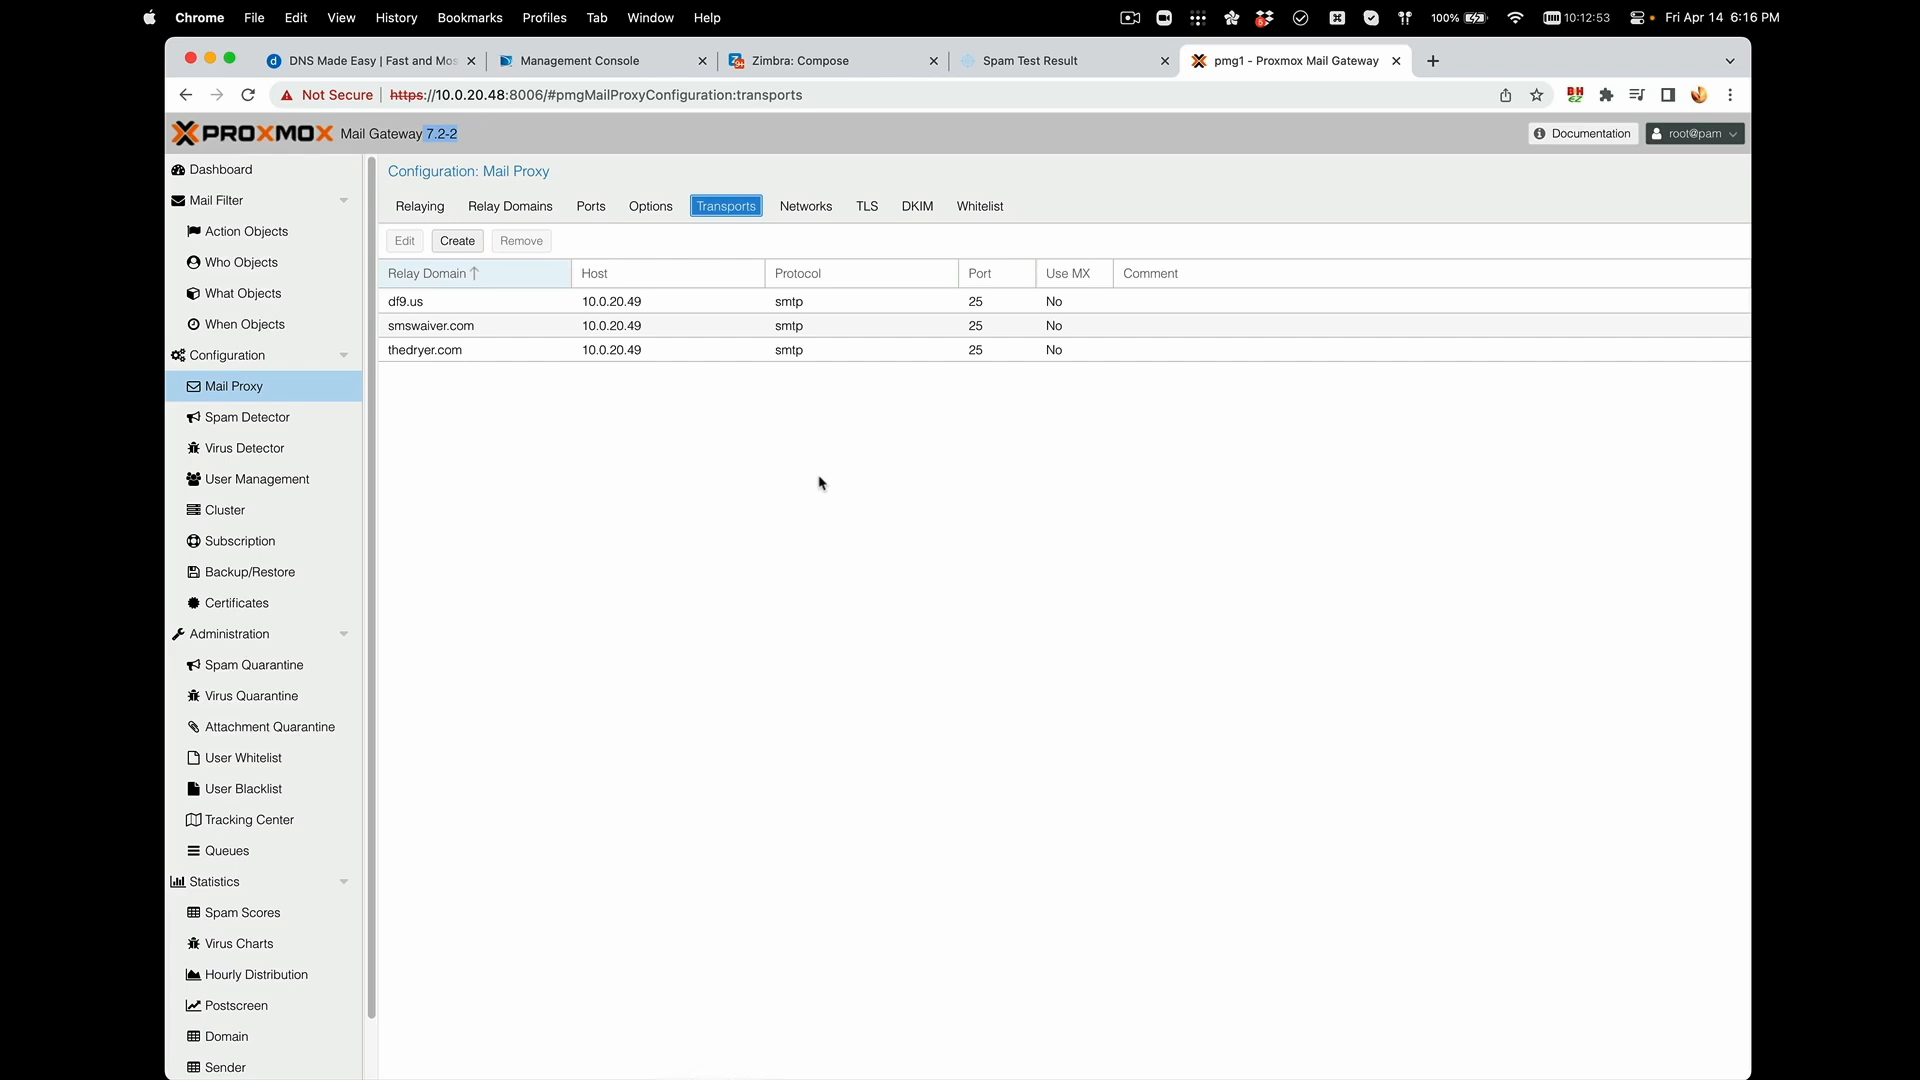 Chrome File Edit View History Bookmarks Profiles Tab Window Help 100% 10:12:53 Fri Apr 14 6:16 PM
DNS Made Easy | Fast and Mos Management Console Zimbra: Compose Spam Test Result pmg1 - Proxmox Mail Gateway
Not Secure https://10.0.20.48:8006/#pmgMailProxyConfiguration:transports
PROXMOX Mail Gateway 7.2-2 Documentation root@pam
Dashboard
Mail Filter
Action Objects
Who Objects
What Objects
When Objects
Configuration
Mail Proxy
Spam Detector
Virus Detector
User Management
Cluster
Subscription
Backup/Restore
Certificates
Administration
Spam Quarantine
Virus Quarantine
Attachment Quarantine
User Whitelist
User Blacklist
Tracking Center
Queues
Statistics
Spam Scores
Virus Charts
Hourly Distribution
Postscreen
Domain
Sender
Configuration: Mail Proxy
Relaying Relay Domains Ports Options Transports Networks TLS DKIM Whitelist
Edit Create Remove
Relay Domain Host Protocol Port Use MX Comment
df9.us 10.0.20.49 smtp 25 No
smswaiver.com 10.0.20.49 smtp 25 No
thedryer.com 10.0.20.49 smtp 25 No